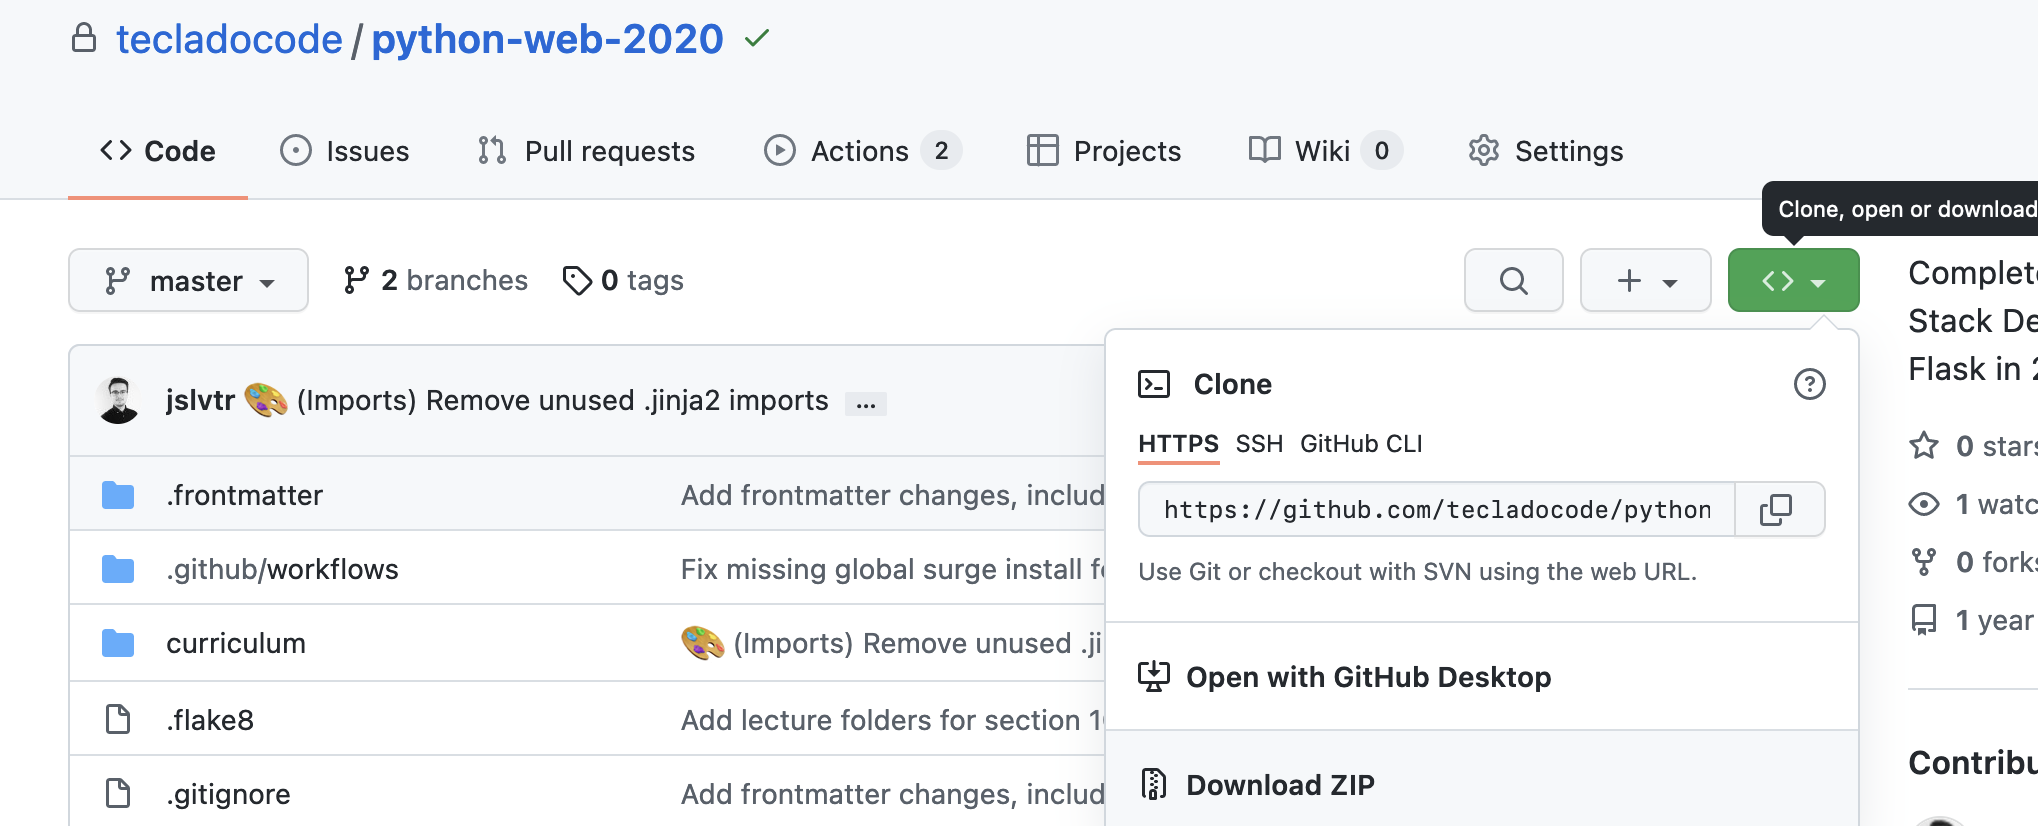 tecladocode / python-web-2020
Code Issues Pull requests Actions 2 Projects Wiki 0 Settings
Clone, open or download
master 2 branches 0 tags
Complete
Stack De
Flask in 2
jslvtr 🎨 (Imports) Remove unused .jinja2 imports ...
Clone
HTTPS SSH GitHub CLI
https://github.com/tecladocode/python
Use Git or checkout with SVN using the web URL.
Open with GitHub Desktop
Download ZIP
.frontmatter Add frontmatter changes, includ
.github/workflows Fix missing global surge install fo
curriculum 🎨 (Imports) Remove unused .ji
.flake8 Add lecture folders for section 10
.gitignore Add frontmatter changes, includ
0 stars
1 watc
0 forks
1 year
Contribu